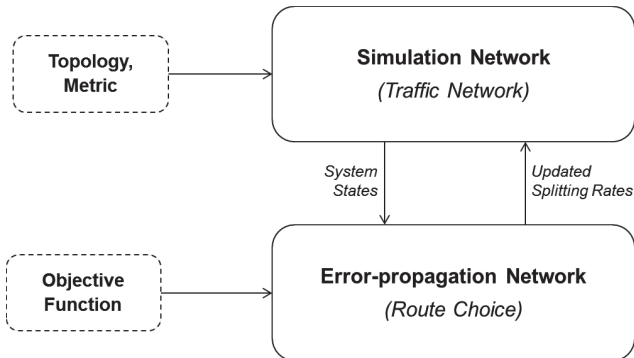 Topology,
Metric
Simulation Network
(Traffic Network)
System
States
Updated
Splitting Rates
Objective
Function
Error-propagation Network
(Route Choice)